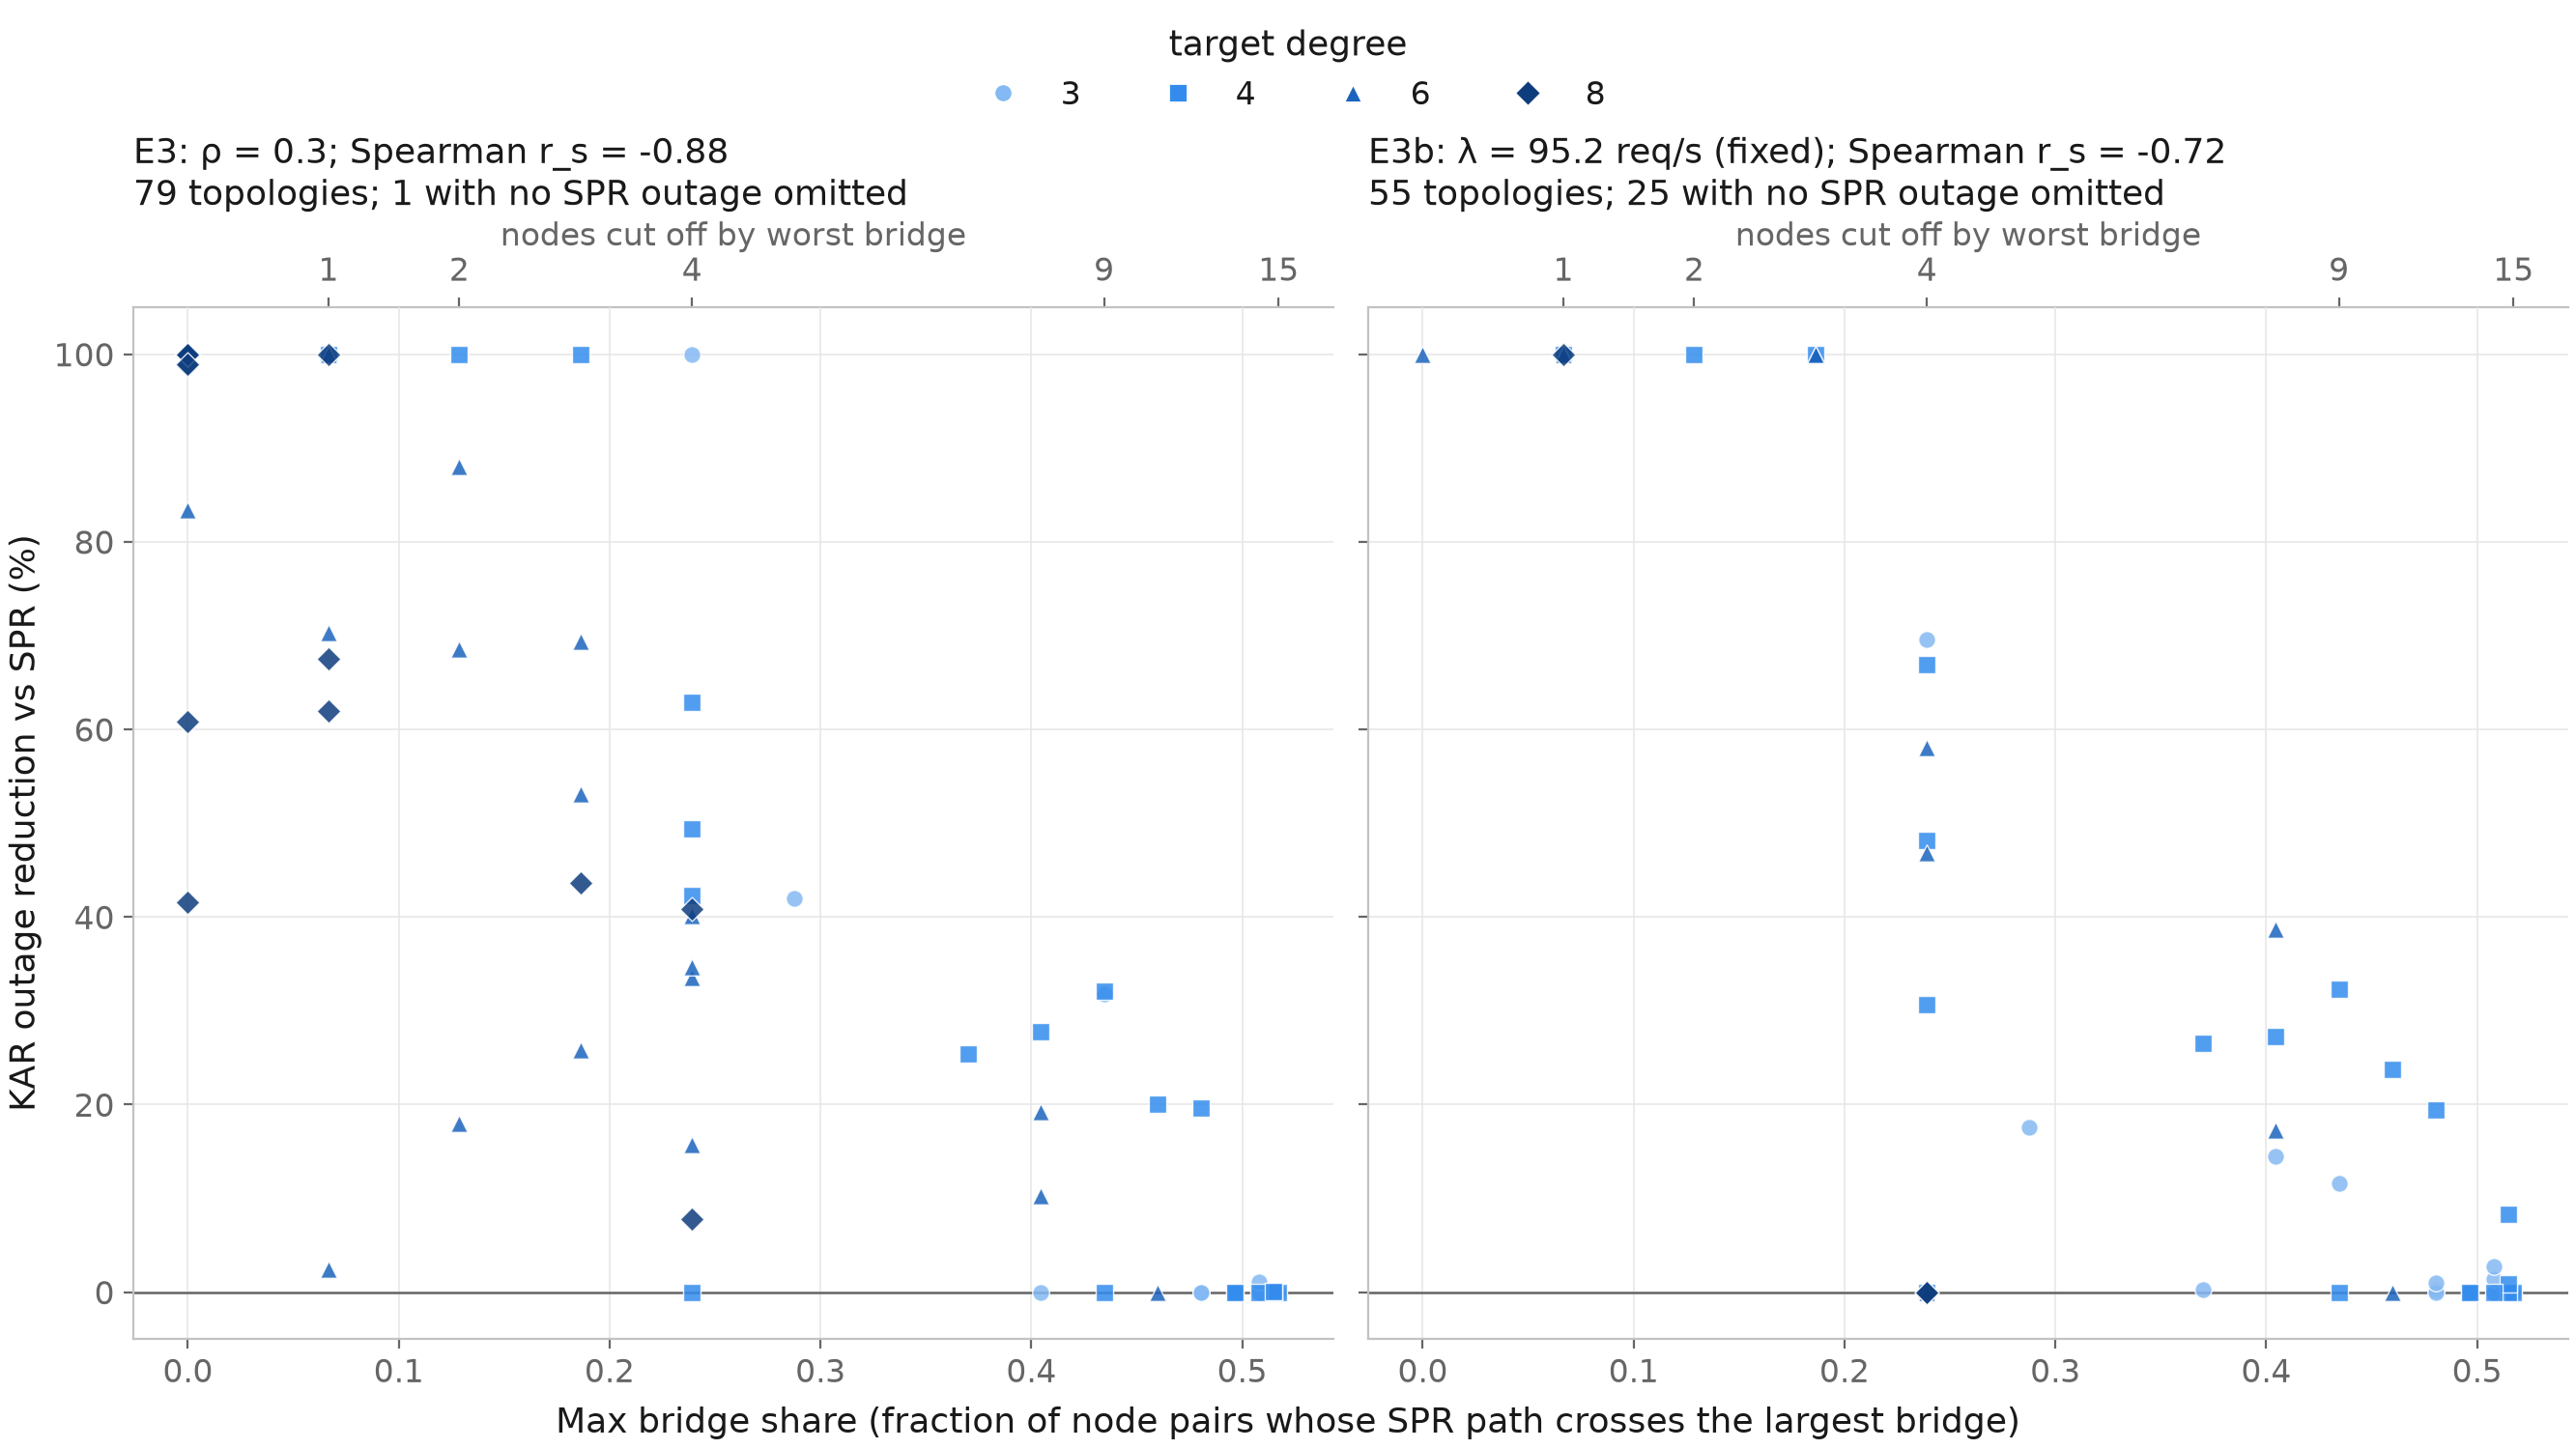 target degree
3 4 6 8
E3: ρ = 0.3; Spearman r_s = -0.88
79 topologies; 1 with no SPR outage omitted
nodes cut off by worst bridge
1 2 4 9 15
E3b: λ = 95.2 req/s (fixed); Spearman r_s = -0.72
55 topologies; 25 with no SPR outage omitted
nodes cut off by worst bridge
1 2 4 9 15
KAR outage reduction vs SPR (%)
100
80
60
40
20
0
0.0 0.1 0.2 0.3 0.4 0.5
0.0 0.1 0.2 0.3 0.4 0.5
Max bridge share (fraction of node pairs whose SPR path crosses the largest bridge)